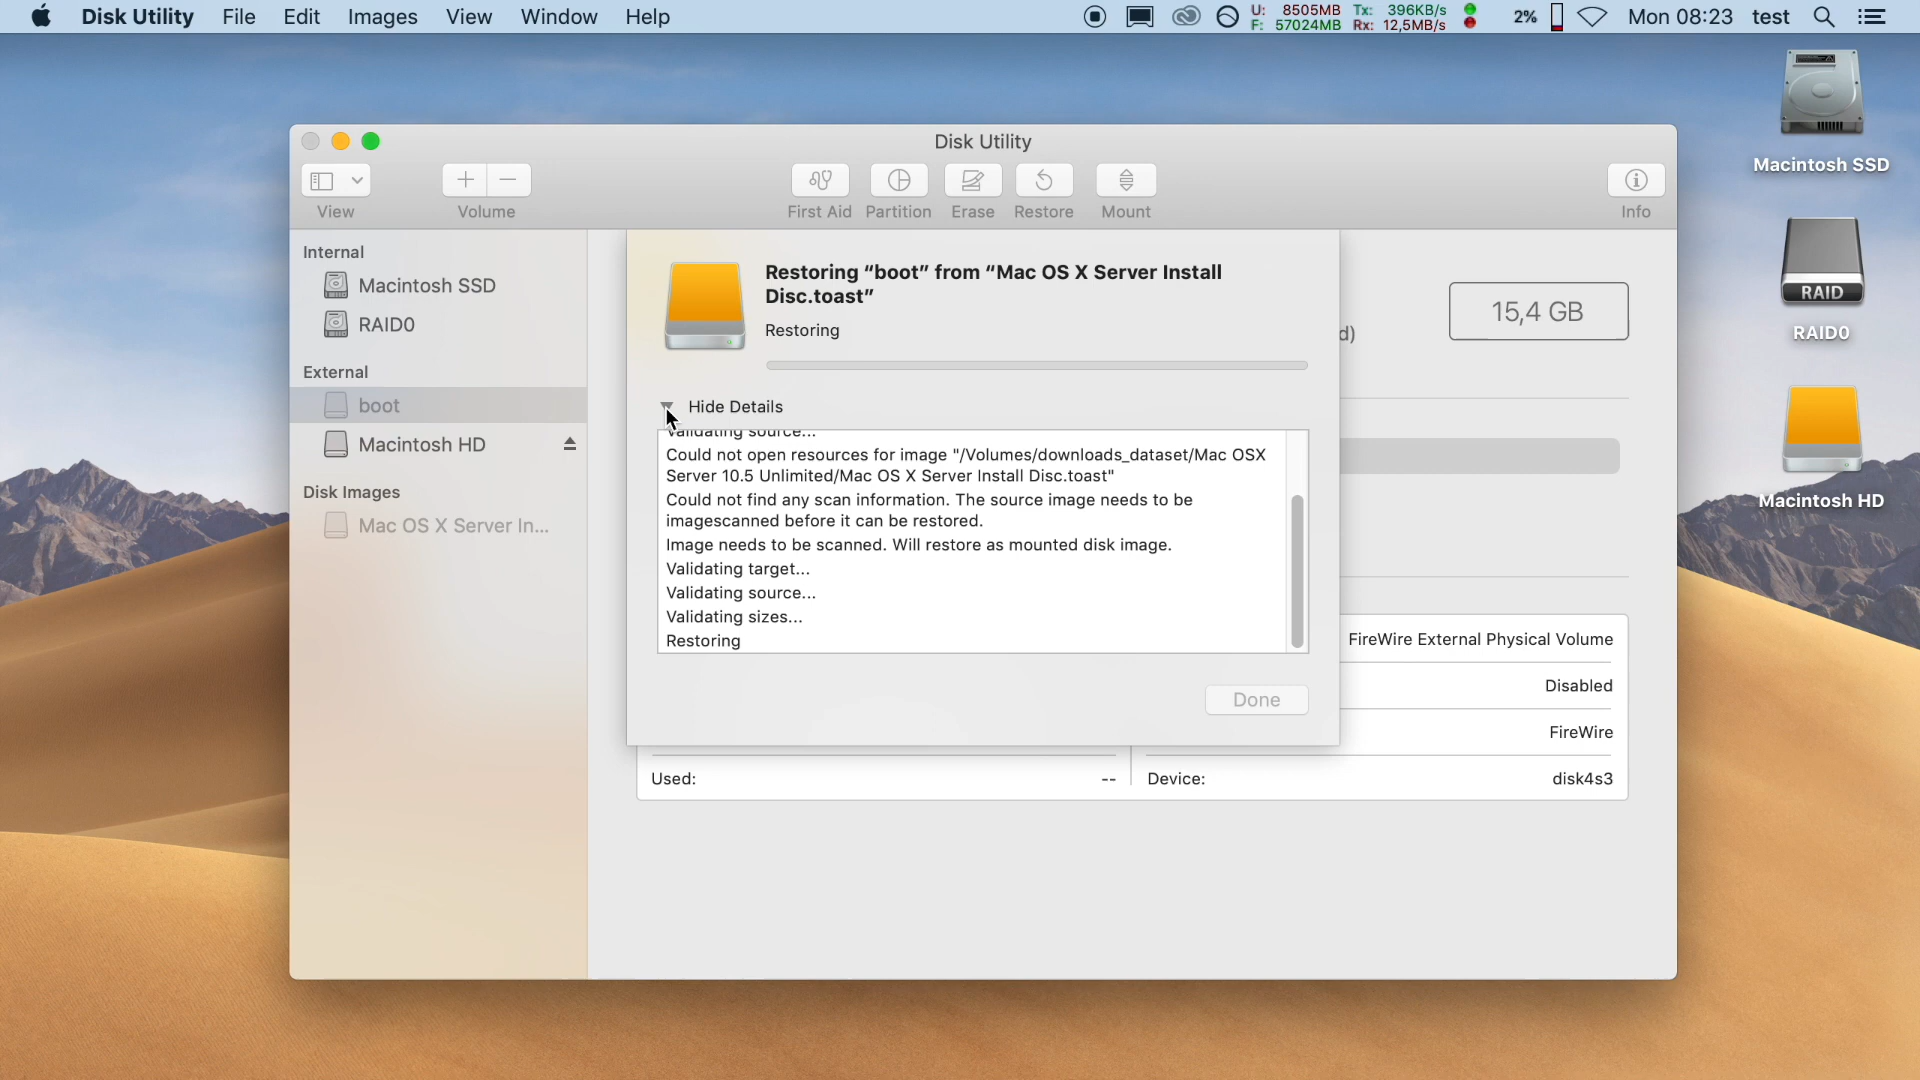 Disk Utility File Edit Images View Window Help
U: 8505MB Tx: 396KB/s
F: 57024MB Rx: 12,5MB/s
2% Mon 08:23 test
Macintosh SSD
RAID
RAID0
Macintosh HD
Disk Utility
View Volume First Aid Partition Erase Restore Mount Info
Internal
Macintosh SSD
RAID0
External
boot
Macintosh HD
Disk Images
Mac OS X Server In...
Restoring “boot” from “Mac OS X Server Install
Disc.toast”
Restoring
Hide Details
Validating source...
Could not open resources for image "/Volumes/downloads_dataset/Mac OSX
Server 10.5 Unlimited/Mac OS X Server Install Disc.toast"
Could not find any scan information. The source image needs to be
imagescanned before it can be restored.
Image needs to be scanned. Will restore as mounted disk image.
Validating target...
Validating source...
Validating sizes...
Restoring
Done
d)
15,4 GB
FireWire External Physical Volume
Disabled
FireWire
Used: --
Device: disk4s3